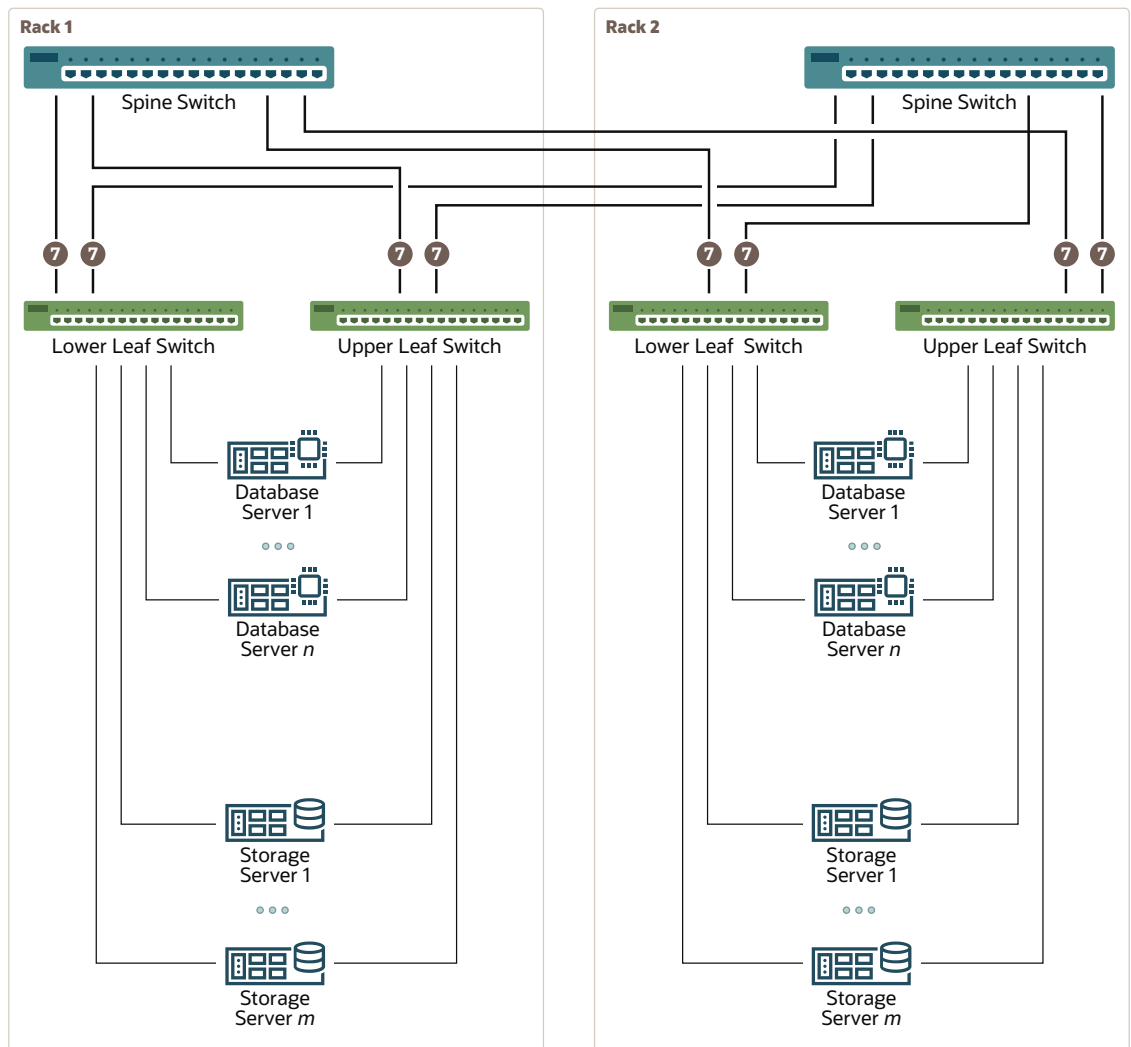 Rack 1
Rack 2
Spine Switch
Spine Switch
7
7
7
7
7
7
7
7
Lower Leaf Switch
Upper Leaf Switch
Lower Leaf Switch
Upper Leaf Switch
Database
Server 1
Database
Server 1
Database
Server n
Database
Server n
Storage
Server 1
Storage
Server 1
Storage
Server m
Storage
Server m